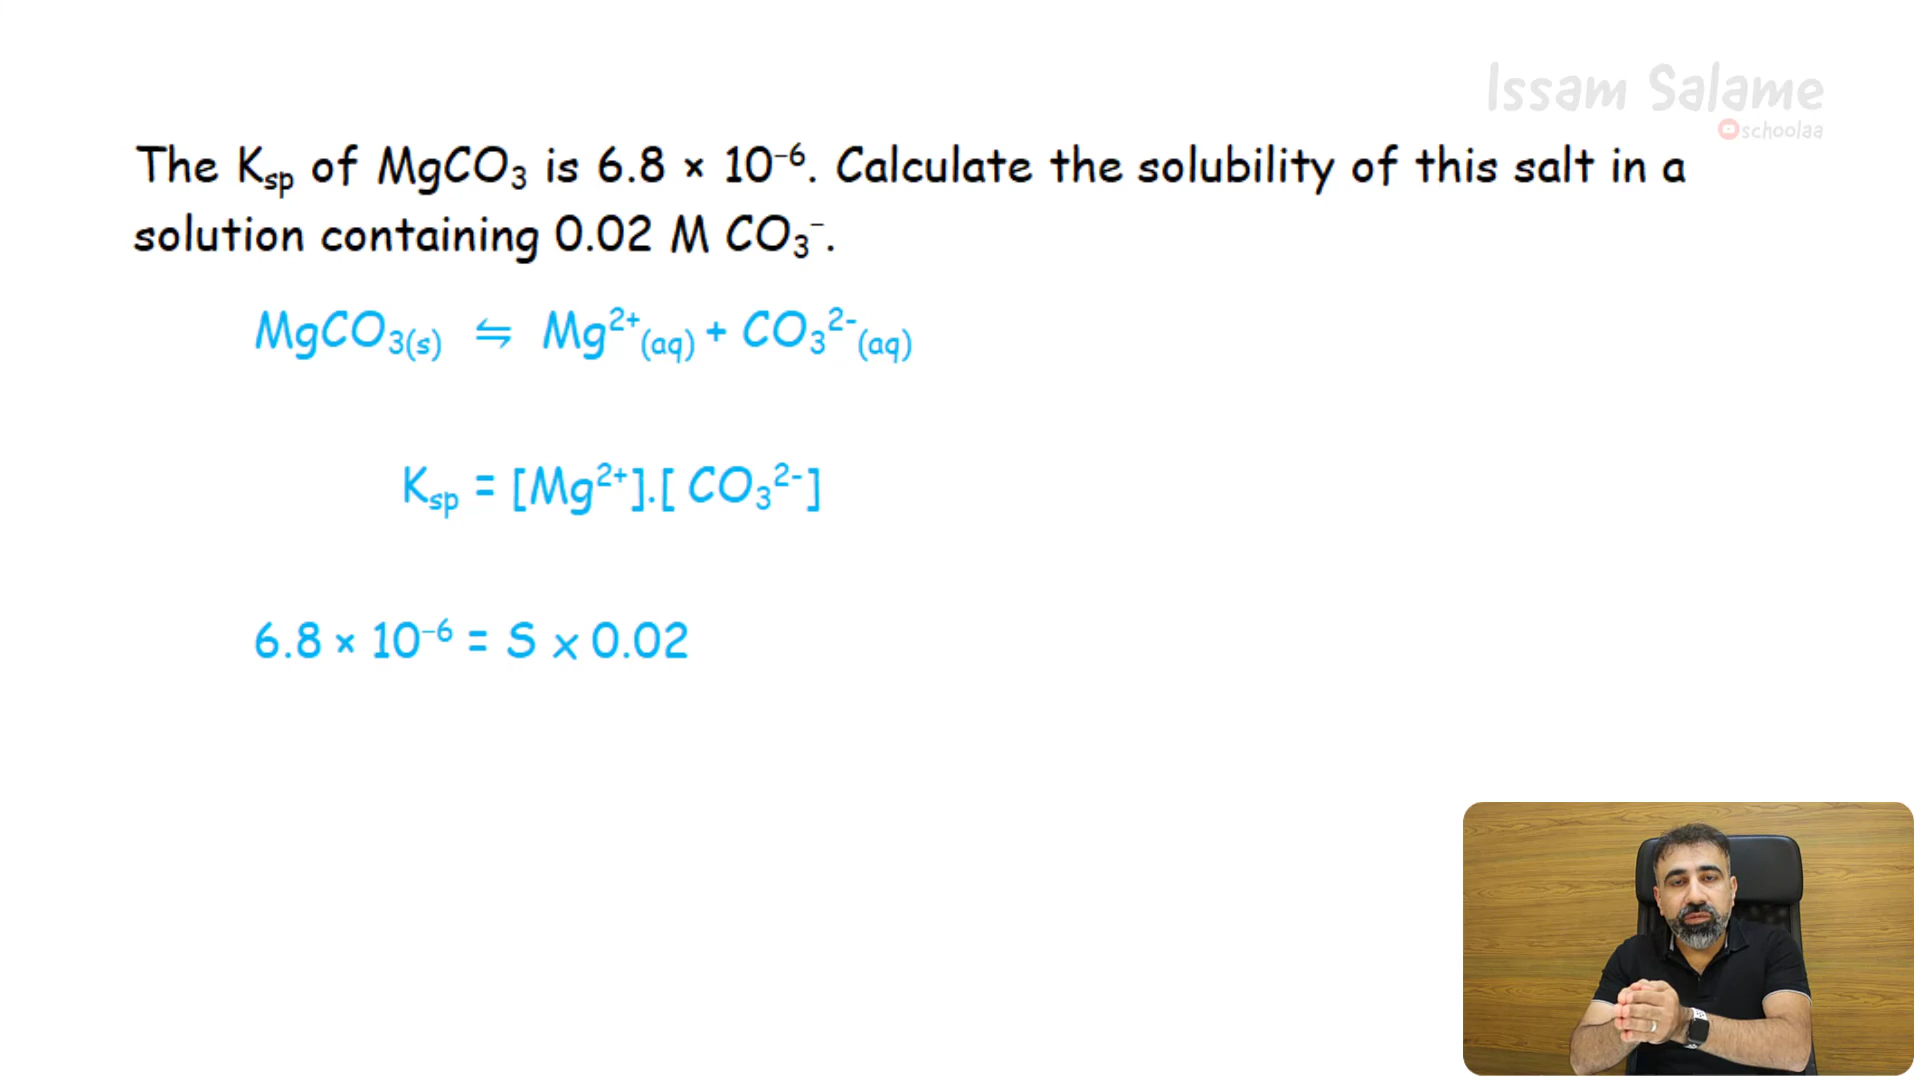 Issam Salame
schoolaa
The Kₛₚ of MgCO₃ is 6.8 × 10⁻⁶. Calculate the solubility of this salt in a
solution containing 0.02 M CO₃⁻.
MgCO₃₍ₛ₎ ⇋ Mg²⁺(aq) + CO₃²⁻(aq)
Kₛₚ = [Mg²⁺].[ CO₃²⁻]
6.8 × 10⁻⁶ = S x 0.02